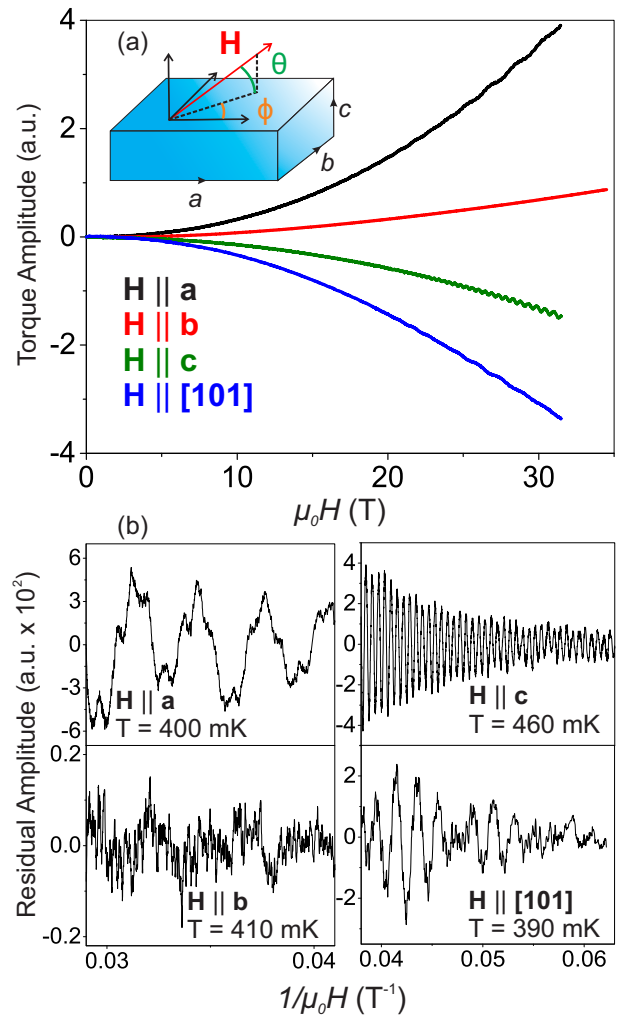 (a)
H
θ
ϕ
c
b
a
4
2
0
-2
-4
Torque Amplitude (a.u.)
H || a
H || b
H || c
H || [101]
0
10
20
30
μ₀H (T)
(b)
Residual Amplitude (a.u. x 10²)
6
3
0
-3
-6
H || a
T = 400 mK
4
2
0
-2
-4
H || c
T = 460 mK
0.2
0.0
-0.2
H || b
T = 410 mK
0.03
0.04
2
0
-2
H || [101]
T = 390 mK
0.04
0.05
0.06
1/μ₀H (T⁻¹)